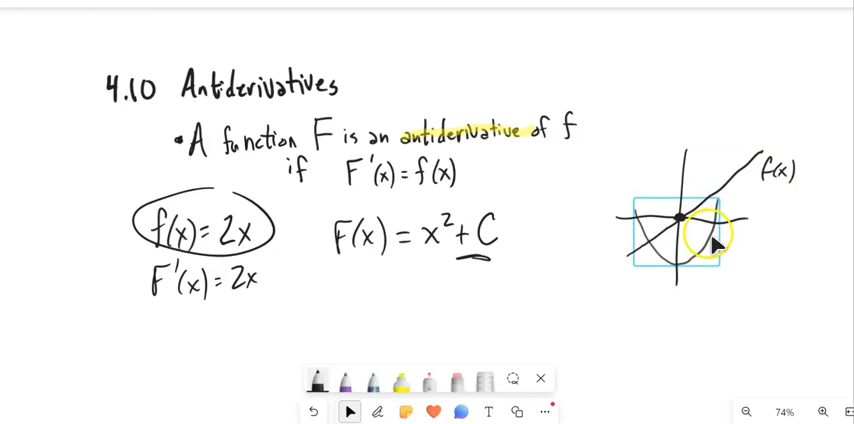 4.10 Antiderivatives
• A function F is an antiderivative of f
if F'(x) = f(x)
f(x)
f(x) = 2x
F(x) = x² + C
F'(x) = 2x
T
74%